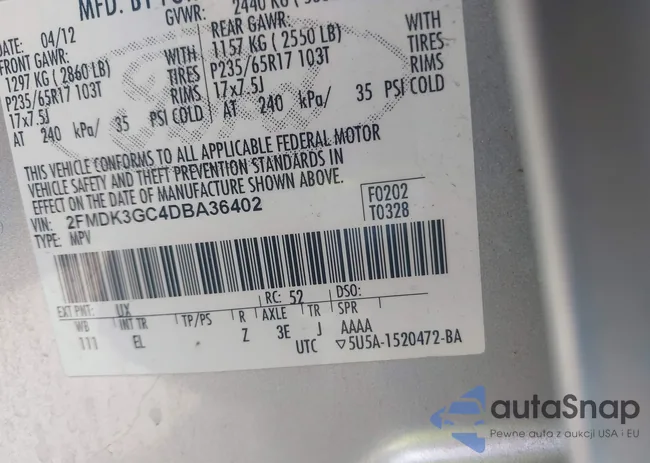 MFD. BY FOR
GVWR: 2440 KG
DATE: 04/12
FRONT GAWR: REAR GAWR: WITH
1297 KG (2860 LB) WITH 1157 KG (2550 LB) TIRES
P235/65R17 103T TIRES P235/65R17 103T RIMS
17x7.5J RIMS 17x7.5J
AT 240 kPa/ 35 PSI COLD AT 240 kPa/ 35 PSI COLD
THIS VEHICLE CONFORMS TO ALL APPLICABLE FEDERAL MOTOR
VEHICLE SAFETY AND THEFT PREVENTION STANDARDS IN
EFFECT ON THE DATE OF MANUFACTURE SHOWN ABOVE.
VIN: 2FMDK3GC4DBA36402 F0202
TYPE: MPV T0328
EXT PNT: UX RC: 52 DSO:
WB INT TR TP/PS R AXLE TR SPR
111 EL Z 3E J AAAA
UTC ▽5U5A-1520472-BA
autaSnap
Pewne auta z aukcji USA i EU